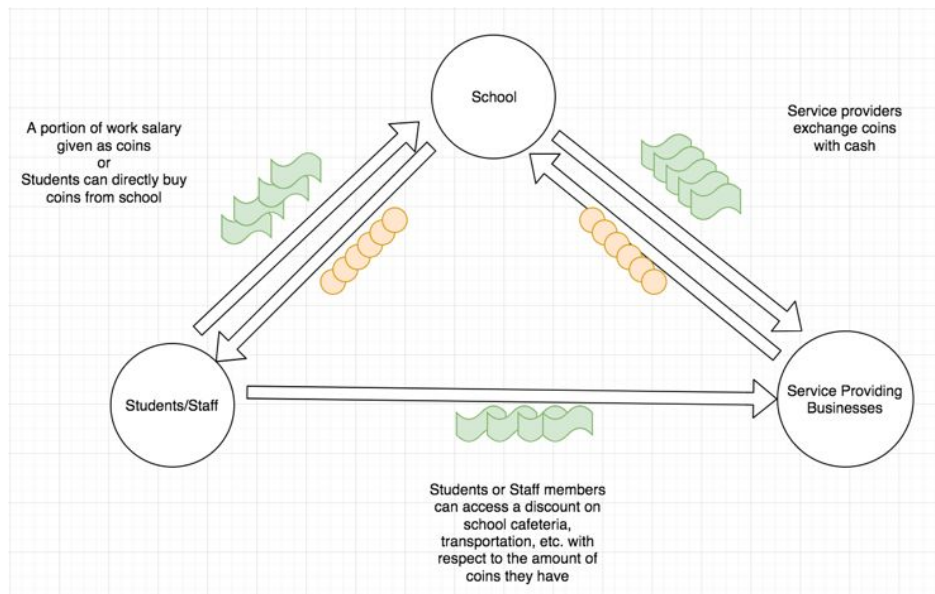 School
A portion of work salary
given as coins
or
Students can directly buy
coins from school
Service providers
exchange coins
with cash
Students/Staff
Service Providing
Businesses
Students or Staff members
can access a discount on
school cafeteria,
transportation, etc. with
respect to the amount of
coins they have